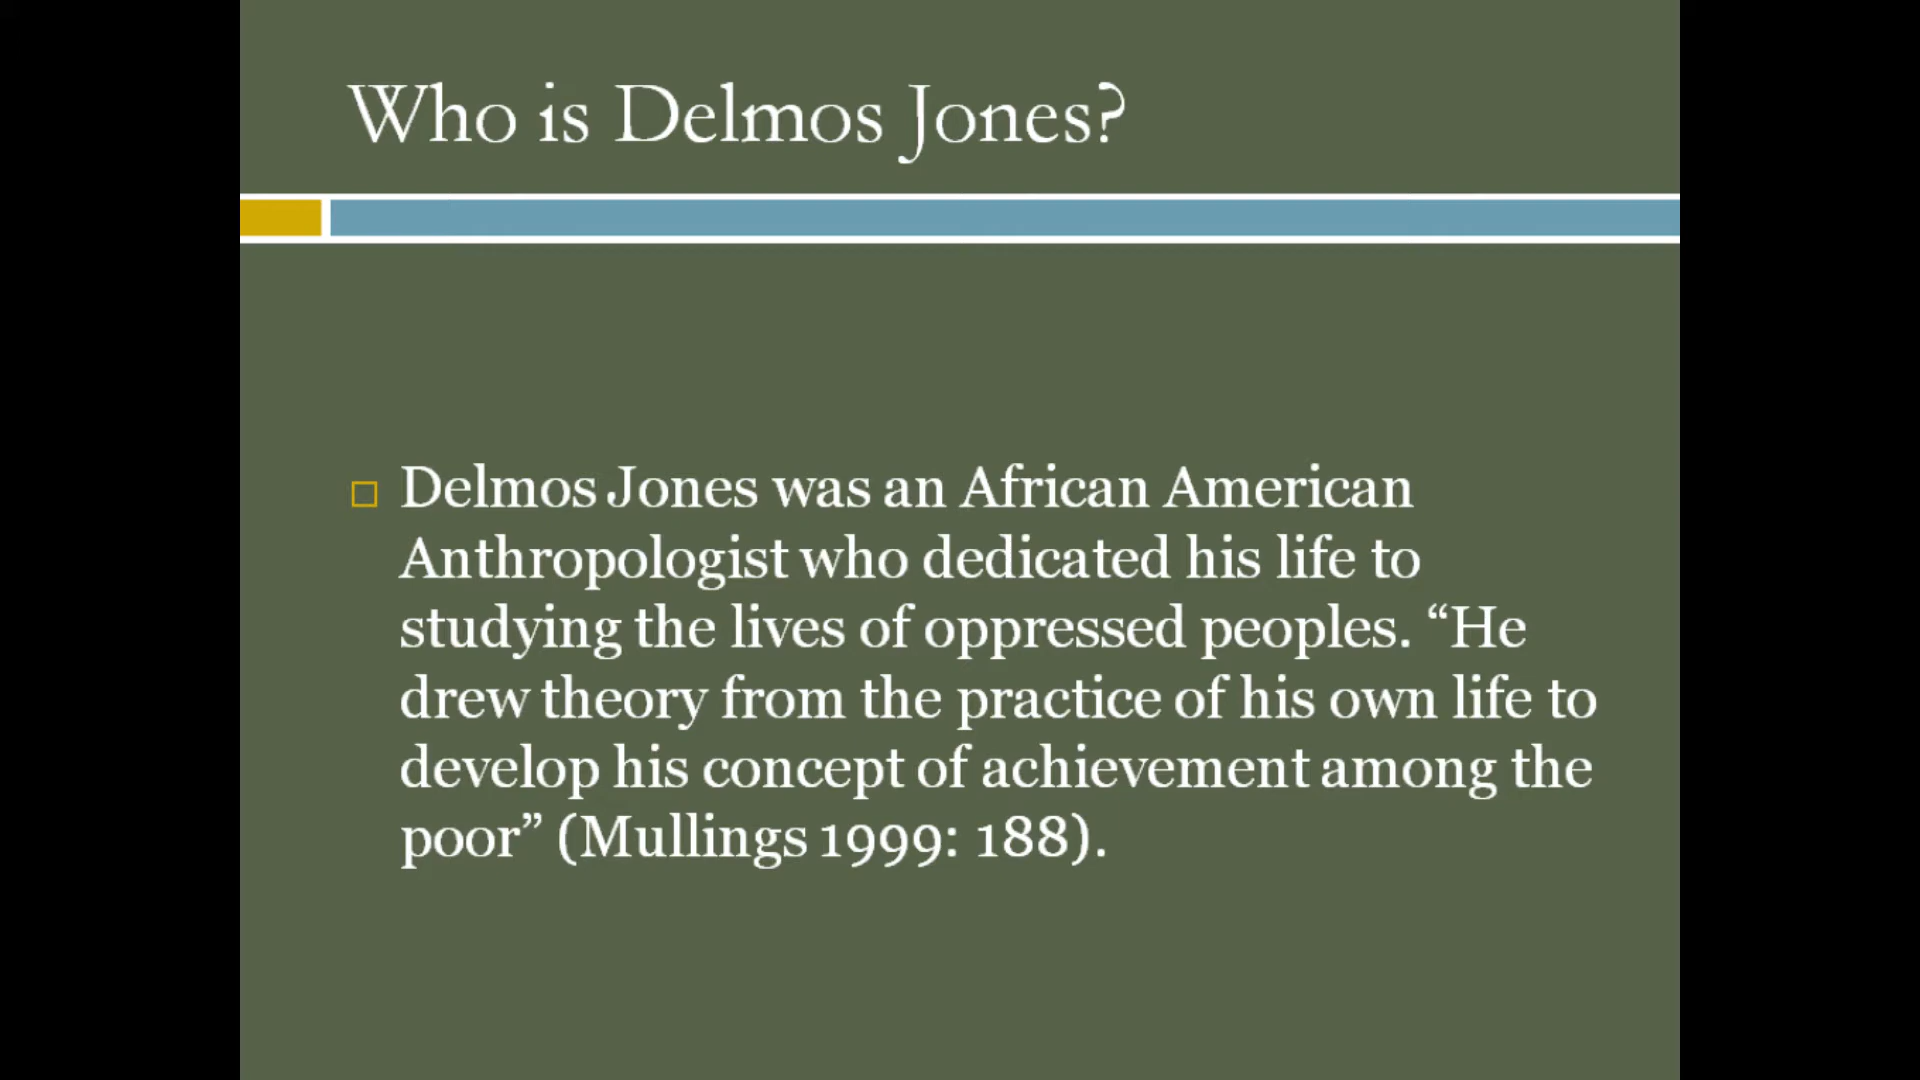 Who is Delmos Jones?
Delmos Jones was an African American
Anthropologist who dedicated his life to
studying the lives of oppressed peoples. “He
drew theory from the practice of his own life to
develop his concept of achievement among the
poor” (Mullings 1999: 188).